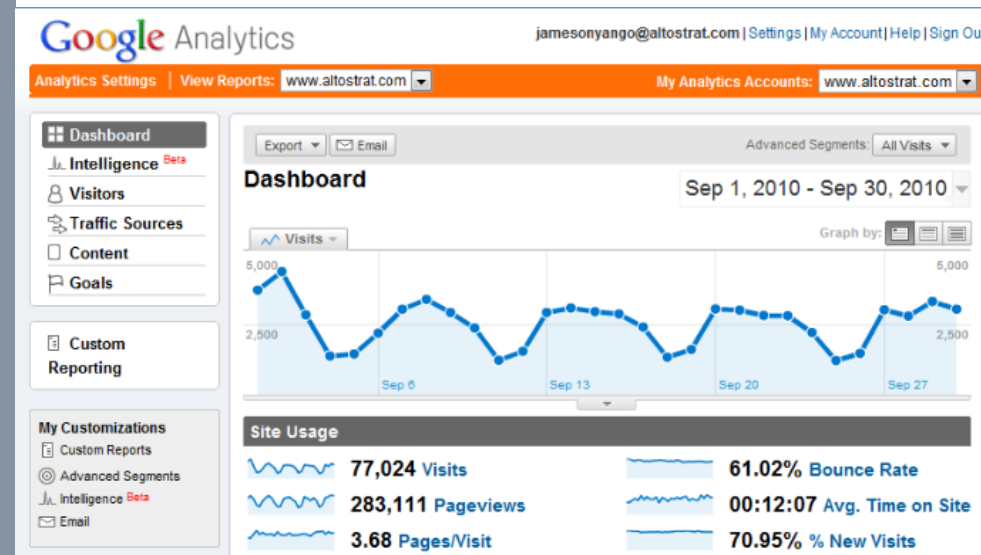 Google Analytics
jamesonyango@altostrat.com | Settings | My Account | Help | Sign Ou
Analytics Settings | View Reports: www.altostrat.com
My Analytics Accounts: www.altostrat.com
Dashboard
Intelligence Beta
Visitors
Traffic Sources
Content
Goals
Custom
Reporting
My Customizations
Custom Reports
Advanced Segments
Intelligence Beta
Email
Export Email
Advanced Segments: All Visits
Dashboard
Sep 1, 2010 - Sep 30, 2010
Visits
Graph by:
5,000 5,000
2,500 2,500
Sep 6 Sep 13 Sep 20 Sep 27
Site Usage
77,024 Visits
61.02% Bounce Rate
283,111 Pageviews
00:12:07 Avg. Time on Site
3.68 Pages/Visit
70.95% % New Visits